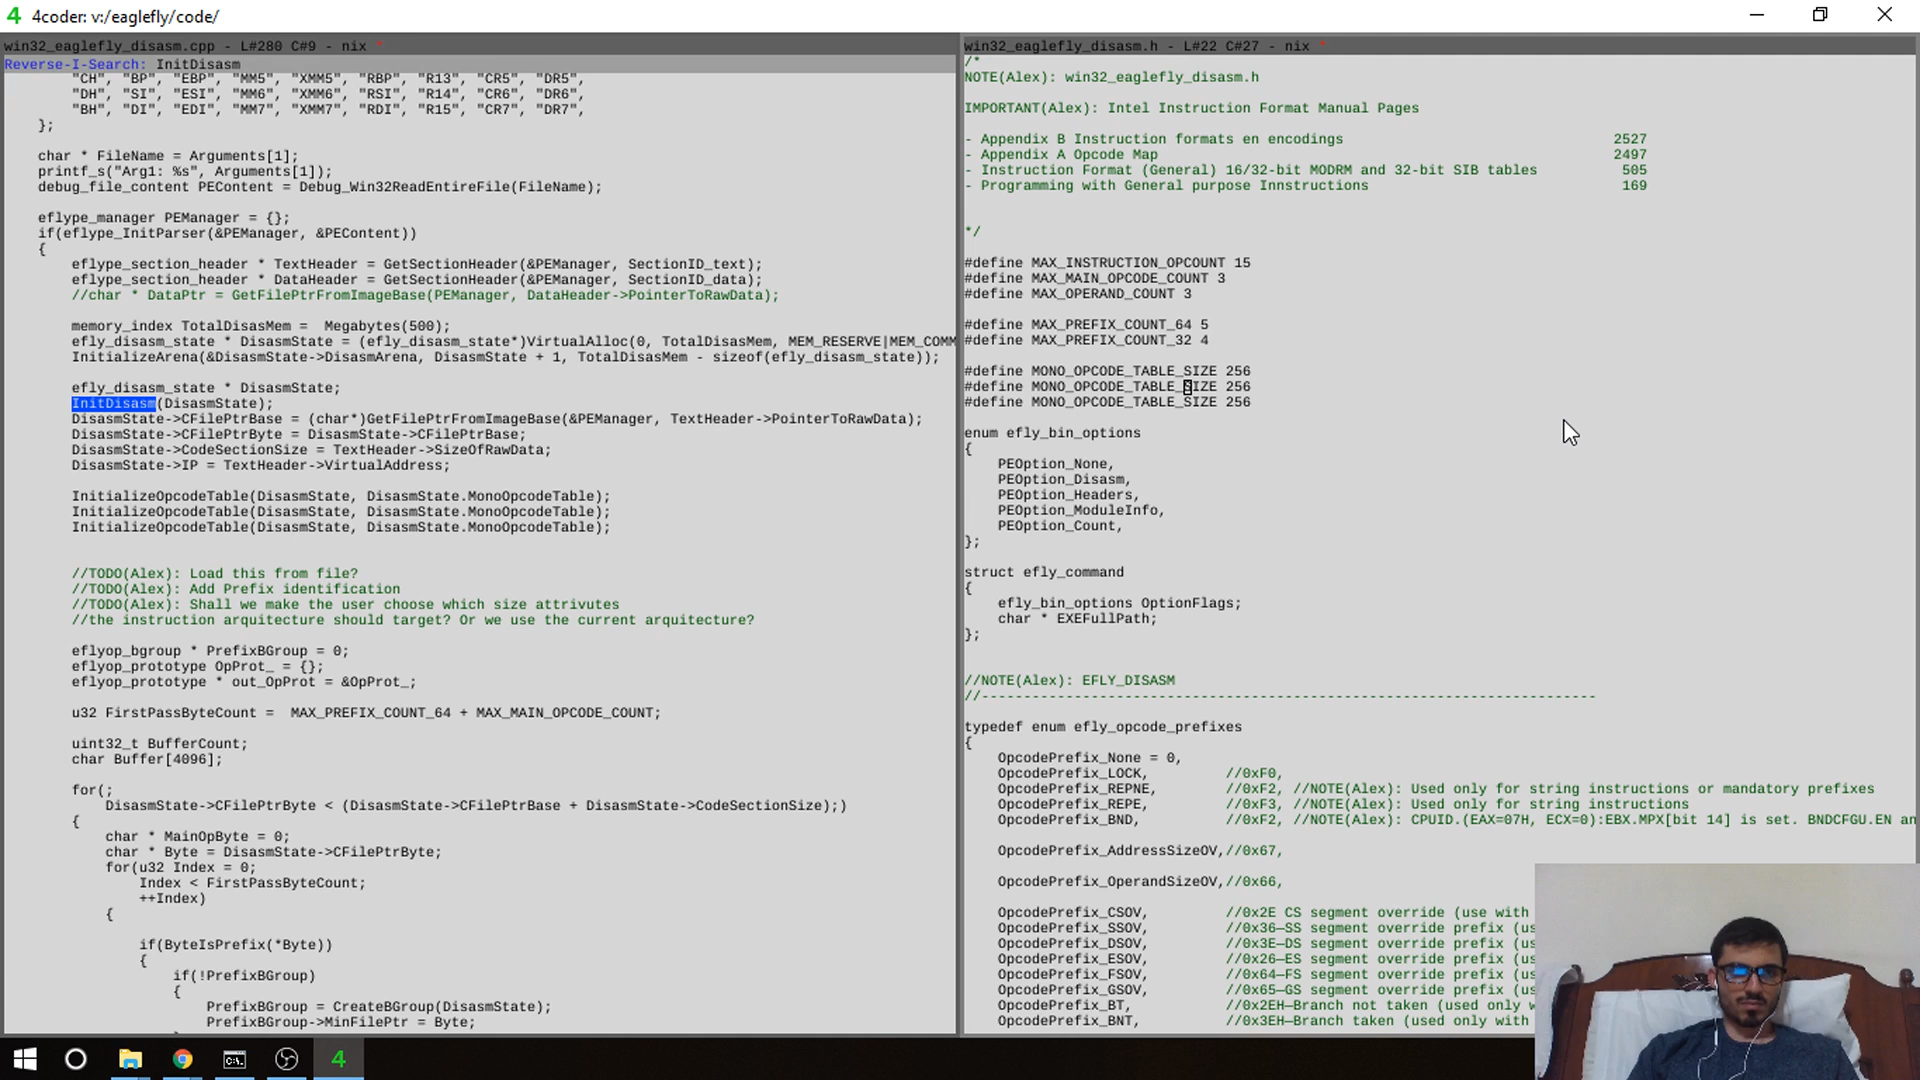 4coder: v:/eaglefly/code/
win32_eaglefly_disasm.cpp - L#280 C#9 - nix *
Reverse-I-Search: InitDisasm
"CH", "BP", "EBP", "MM5", "XMM5", "RBP", "R13", "CR5", "DR5",
"DH", "SI", "ESI", "MM6", "XMM6", "RSI", "R14", "CR6", "DR6",
"BH", "DI", "EDI", "MM7", "XMM7", "RDI", "R15", "CR7", "DR7",
};
char * FileName = Arguments[1];
printf_s("Arg1: %s", Arguments[1]);
debug_file_content PEContent = Debug_Win32ReadEntireFile(FileName);
eflype_manager PEManager = {};
if(eflype_InitParser(&PEManager, &PEContent))
{
eflype_section_header * TextHeader = GetSectionHeader(&PEManager, SectionID_text);
eflype_section_header * DataHeader = GetSectionHeader(&PEManager, SectionID_data);
//char * DataPtr = GetFilePtrFromImageBase(PEManager, DataHeader->PointerToRawData);
memory_index TotalDisasMem =  Megabytes(500);
efly_disasm_state * DisasmState = (efly_disasm_state*)VirtualAlloc(0, TotalDisasMem, MEM_RESERVE|MEM_COMM
InitializeArena(&DisasmState->DisasmArena, DisasmState + 1, TotalDisasMem - sizeof(efly_disasm_state));
efly_disasm_state * DisasmState;
InitDisasm(DisasmState);
DisasmState->CFilePtrBase = (char*)GetFilePtrFromImageBase(&PEManager, TextHeader->PointerToRawData);
DisasmState->CFilePtrByte = DisasmState->CFilePtrBase;
DisasmState->CodeSectionSize = TextHeader->SizeOfRawData;
DisasmState->IP = TextHeader->VirtualAddress;
InitializeOpcodeTable(DisasmState, DisasmState.MonoOpcodeTable);
InitializeOpcodeTable(DisasmState, DisasmState.MonoOpcodeTable);
InitializeOpcodeTable(DisasmState, DisasmState.MonoOpcodeTable);
//TODO(Alex): Load this from file?
//TODO(Alex): Add Prefix identification
//TODO(Alex): Shall we make the user choose which size attrivutes
//the instruction arquitecture should target? Or we use the current arquitecture?
eflyop_bgroup * PrefixBGroup = 0;
eflyop_prototype OpProt_ = {};
eflyop_prototype * out_OpProt = &OpProt_;
u32 FirstPassByteCount =  MAX_PREFIX_COUNT_64 + MAX_MAIN_OPCODE_COUNT;
uint32_t BufferCount;
char Buffer[4096];
for(;
DisasmState->CFilePtrByte < (DisasmState->CFilePtrBase + DisasmState->CodeSectionSize);)
{
char * MainOpByte = 0;
char * Byte = DisasmState->CFilePtrByte;
for(u32 Index = 0;
Index < FirstPassByteCount;
++Index)
{
if(ByteIsPrefix(*Byte))
{
if(!PrefixBGroup)
{
PrefixBGroup = CreateBGroup(DisasmState);
PrefixBGroup->MinFilePtr = Byte;
win32_eaglefly_disasm.h - L#22 C#27 - nix *
/*
NOTE(Alex): win32_eaglefly_disasm.h
IMPORTANT(Alex): Intel Instruction Format Manual Pages
- Appendix B Instruction formats en encodings 2527
- Appendix A Opcode Map 2497
- Instruction Format (General) 16/32-bit MODRM and 32-bit SIB tables 505
- Programming with General purpose Innstructions 169
*/
#define MAX_INSTRUCTION_OPCOUNT 15
#define MAX_MAIN_OPCODE_COUNT 3
#define MAX_OPERAND_COUNT 3
#define MAX_PREFIX_COUNT_64 5
#define MAX_PREFIX_COUNT_32 4
#define MONO_OPCODE_TABLE_SIZE 256
#define MONO_OPCODE_TABLE_SIZE 256
#define MONO_OPCODE_TABLE_SIZE 256
enum efly_bin_options
{
PEOption_None,
PEOption_Disasm,
PEOption_Headers,
PEOption_ModuleInfo,
PEOption_Count,
};
struct efly_command
{
efly_bin_options OptionFlags;
char * EXEFullPath;
};
//NOTE(Alex): EFLY_DISASM
//---------------------------------------------------------------------------
typedef enum efly_opcode_prefixes
{
OpcodePrefix_None = 0,
OpcodePrefix_LOCK, //0xF0,
OpcodePrefix_REPNE, //0xF2, //NOTE(Alex): Used only for string instructions or mandatory prefixes
OpcodePrefix_REPE, //0xF3, //NOTE(Alex): Used only for string instructions
OpcodePrefix_BND, //0xF2, //NOTE(Alex): CPUID.(EAX=07H, ECX=0):EBX.MPX[bit 14] is set. BNDCFGU.EN an
OpcodePrefix_AddressSizeOV,//0x67,
OpcodePrefix_OperandSizeOV,//0x66,
OpcodePrefix_CSOV, //0x2E CS segment override (use with
OpcodePrefix_SSOV, //0x36—SS segment override prefix (us
OpcodePrefix_DSOV, //0x3E—DS segment override prefix (us
OpcodePrefix_ESOV, //0x26—ES segment override prefix (us
OpcodePrefix_FSOV, //0x64—FS segment override prefix (us
OpcodePrefix_GSOV, //0x65—GS segment override prefix (us
OpcodePrefix_BT, //0x2EH—Branch not taken (used only w
OpcodePrefix_BNT, //0x3EH—Branch taken (used only with